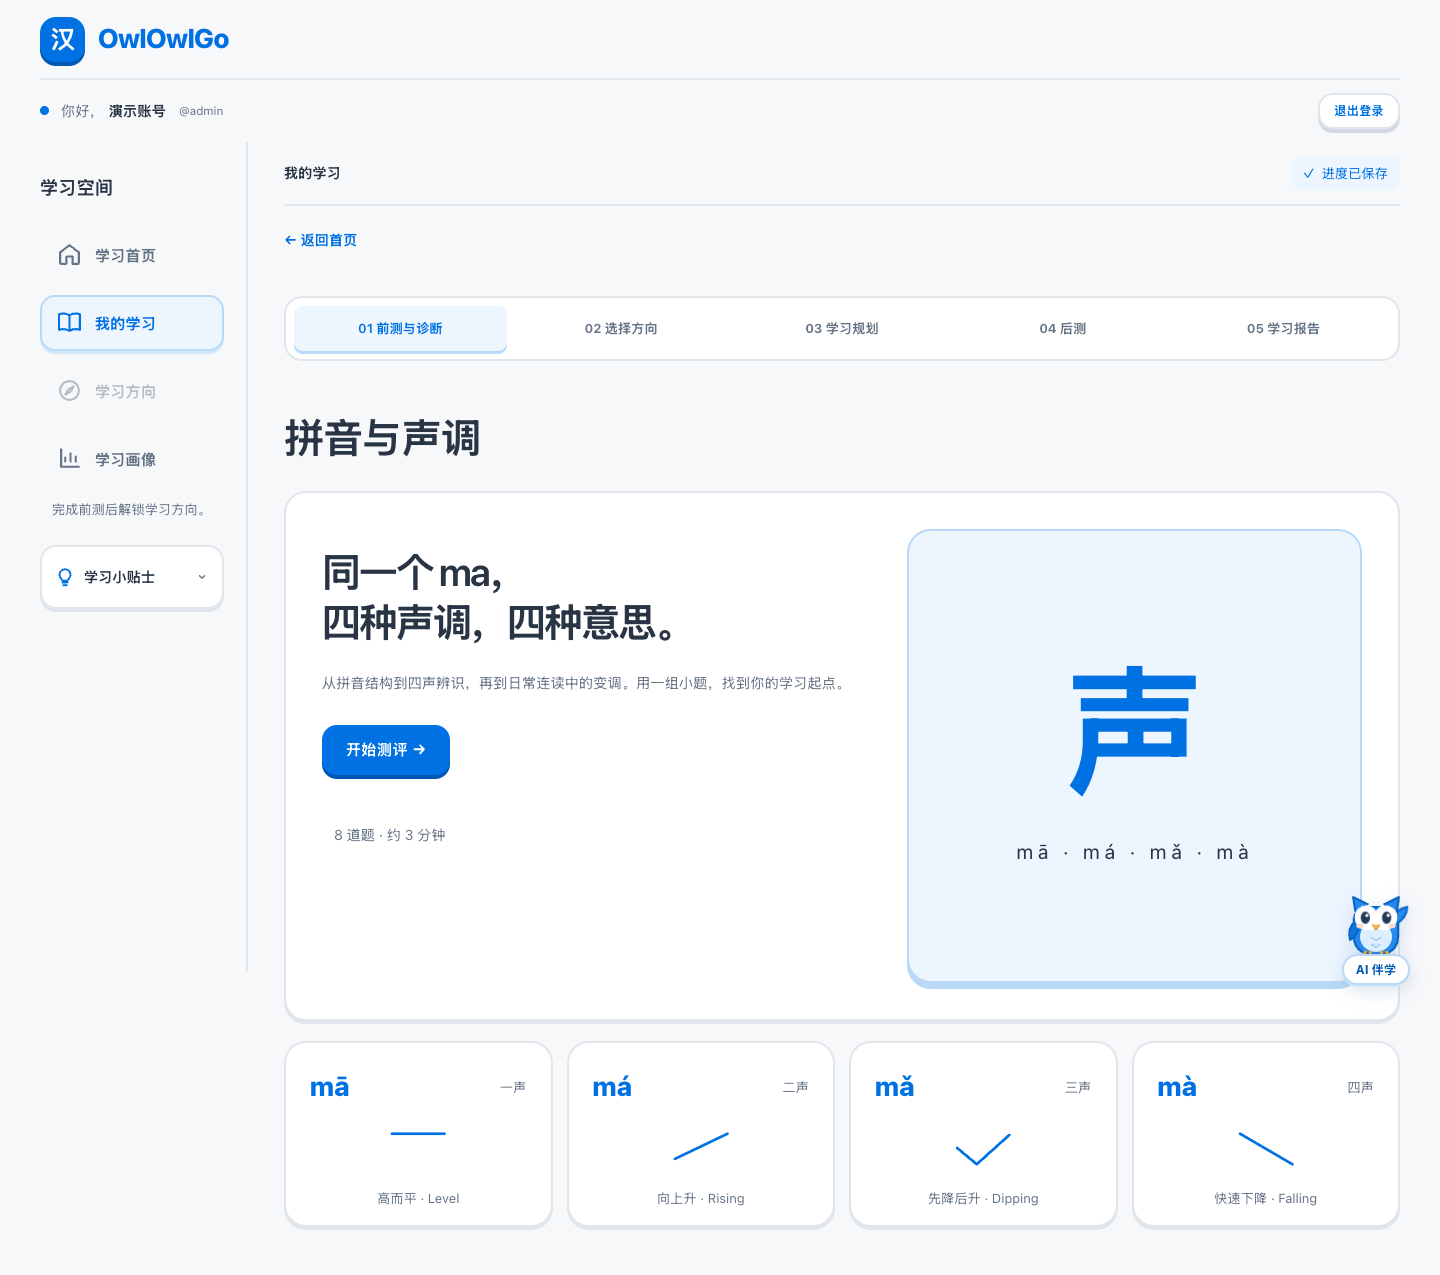 汉 OwlOwlGo
你好， 演示账号 @admin
退出登录
学习空间
学习首页
我的学习
学习方向
学习画像
完成前测后解锁学习方向。
学习小贴士
我的学习
✓ 进度已保存
← 返回首页
01 前测与诊断
02 选择方向
03 学习规划
04 后测
05 学习报告
拼音与声调
同一个 ma，
四种声调，四种意思。
从拼音结构到四声辨识，再到日常连读中的变调。用一组小题，找到你的学习起点。
开始测评 →
8 道题 · 约 3 分钟
声
mā · má · mǎ · mà
AI 伴学
mā 一声
高而平 · Level
má 二声
向上升 · Rising
mǎ 三声
先降后升 · Dipping
mà 四声
快速下降 · Falling